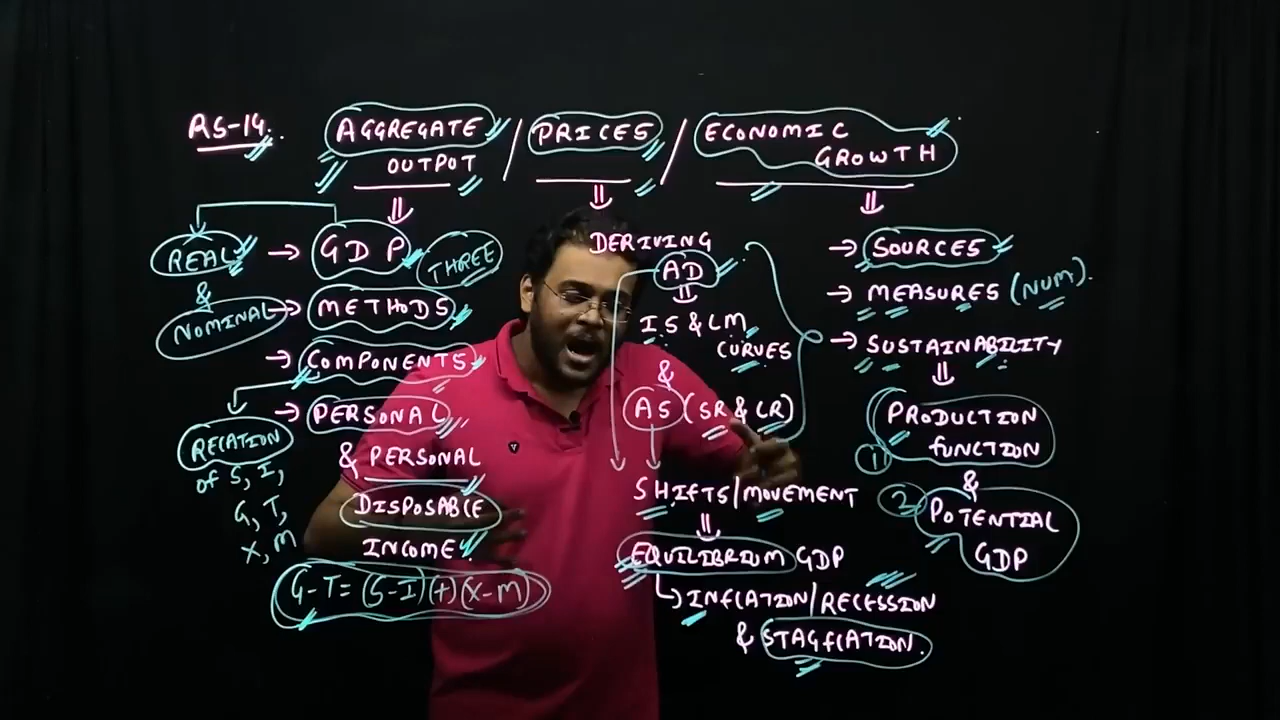 RS-14.
AGGREGATE
OUTPUT
/ PRICES /
ECONOMIC
GROWTH
REAL
&
NOMINAL
→ GDP
THREE
→ METHODS
→ COMPONENTS
→ PERSONAL
& PERSONAL
DISPOSABLE
INCOME
RELATION
of S, I,
G, T,
X, M
G-T = (S-I) (+) (X-M)
DERIVING
AD
IS & LM
CURVES
&
AS (SR & LR)
SHIFTS/MOVEMENT
EQUILIBRIUM GDP
INFLATION/RECESSION
& STAGFLATION.
→ SOURCES
→ MEASURES (NUM).
→ SUSTAINABILITY
1 PRODUCTION
FUNCTION
&
2 POTENTIAL
GDP